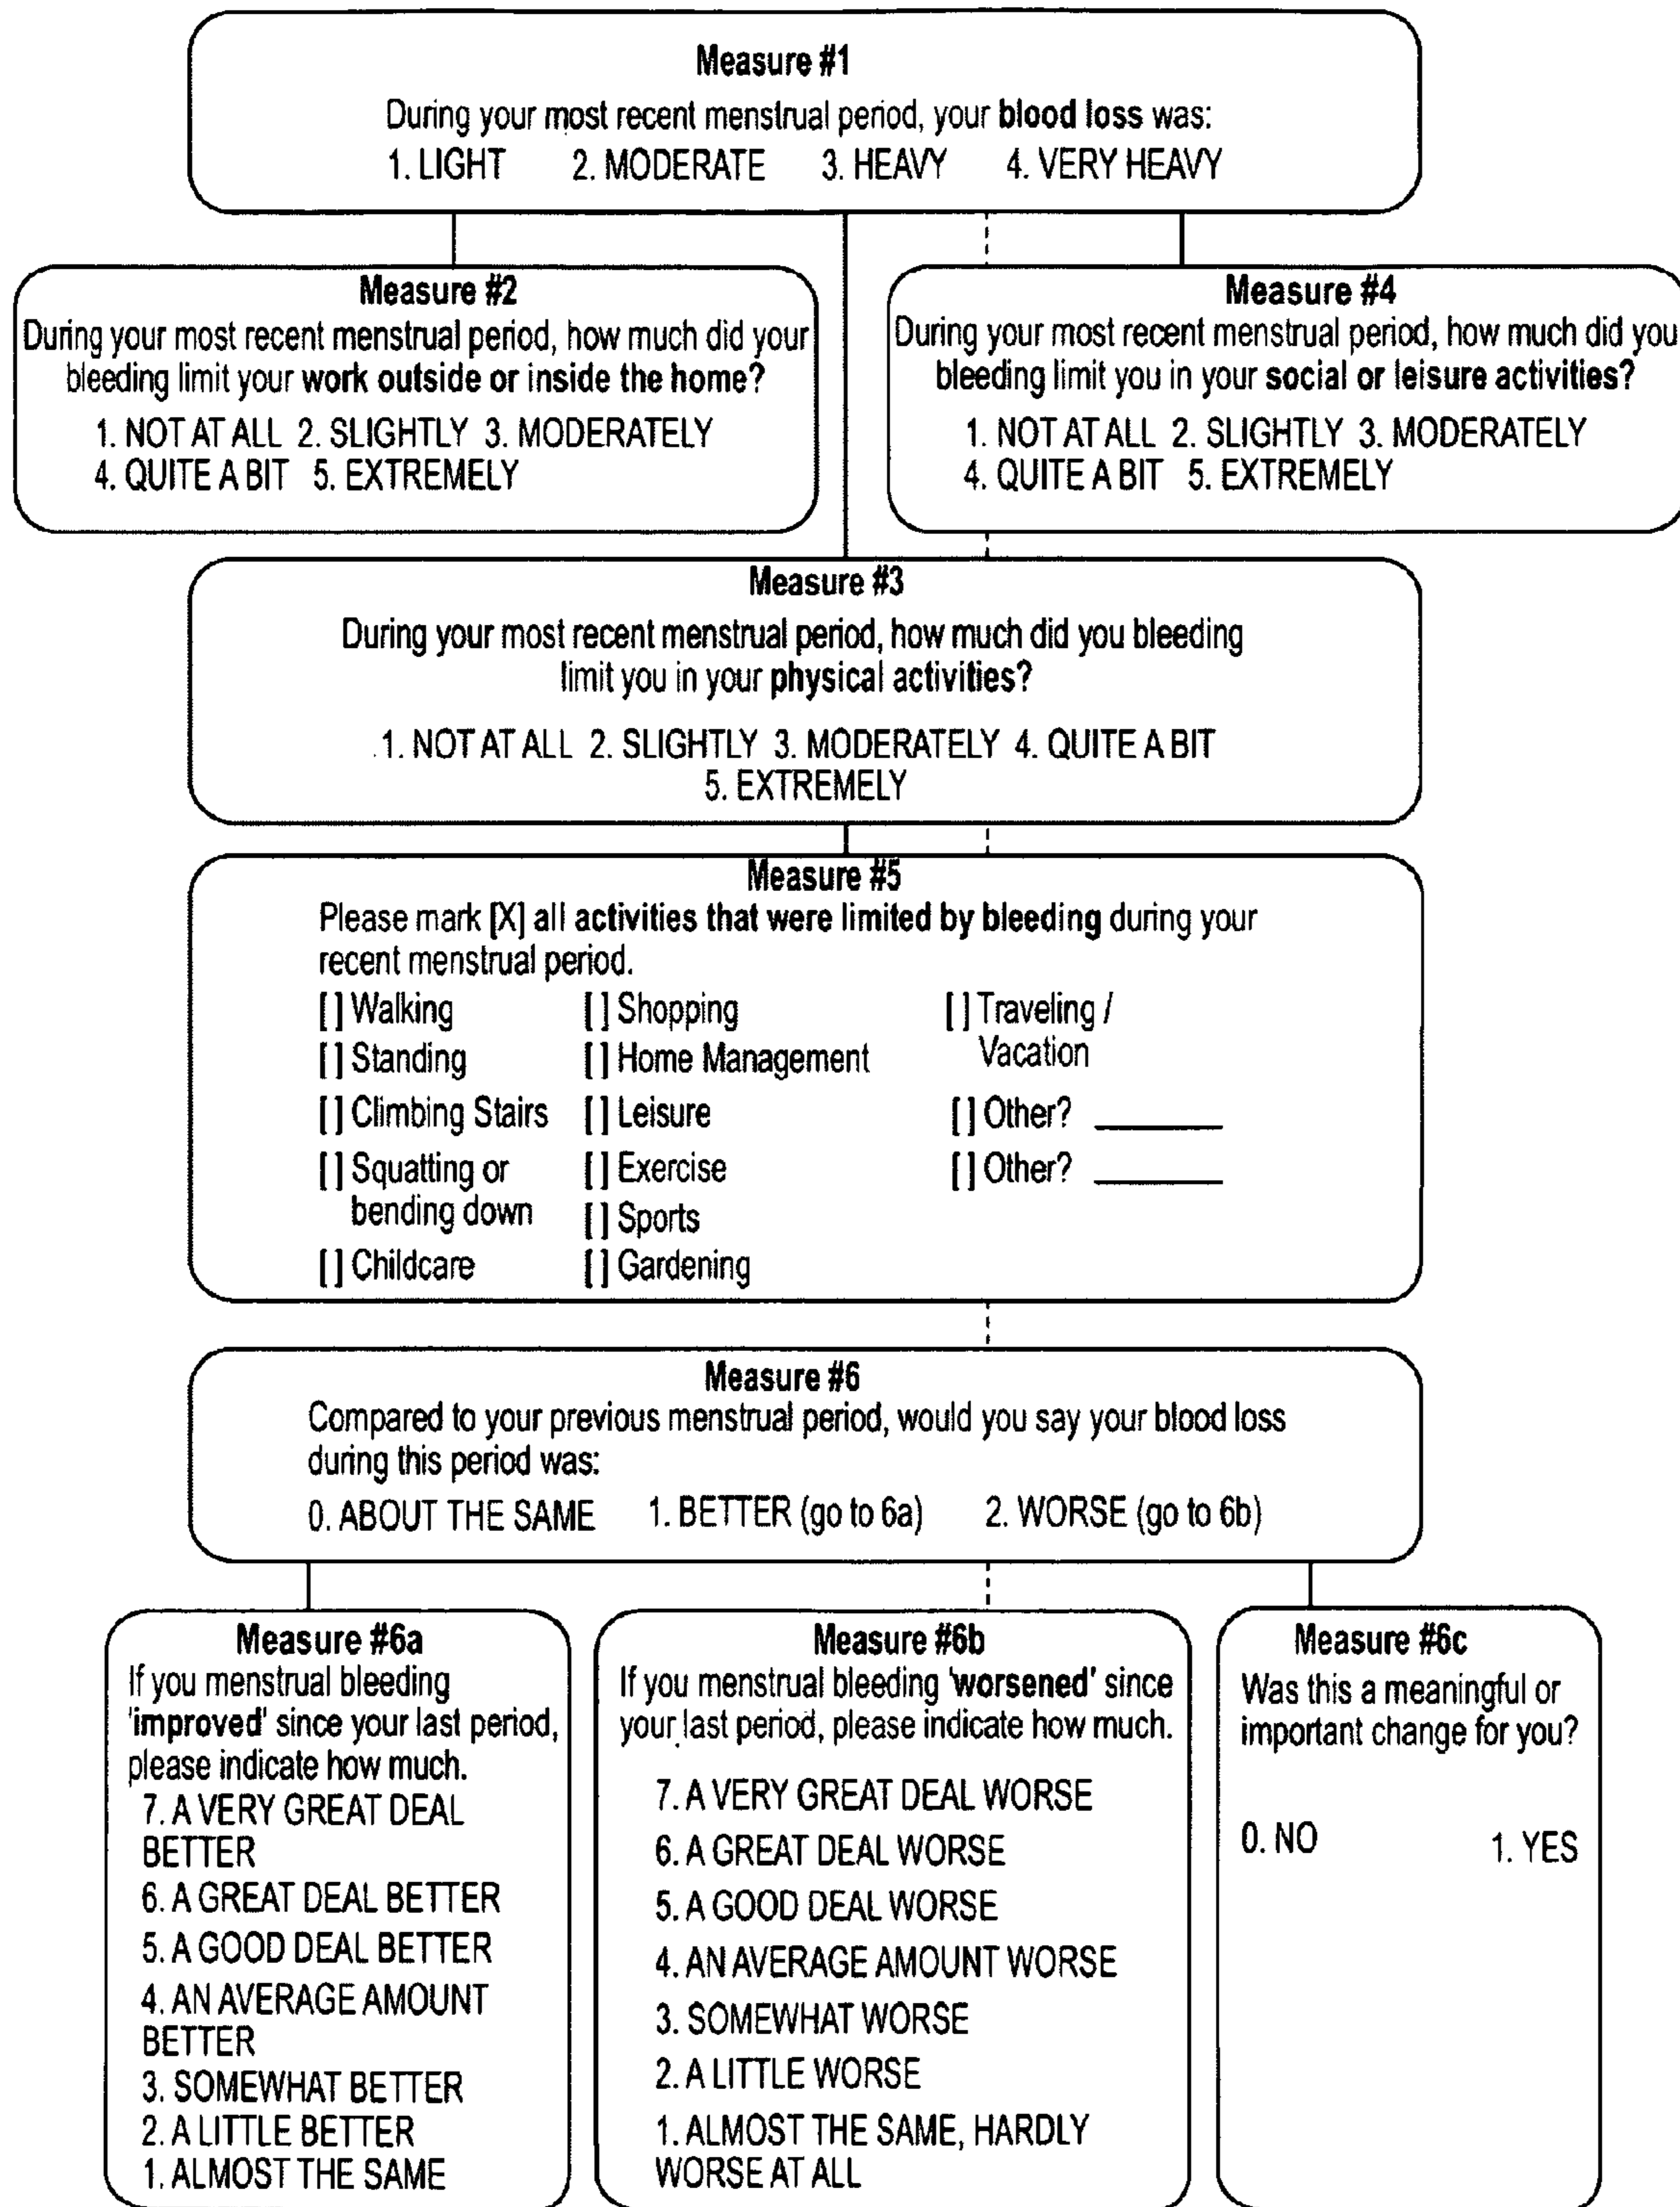 Measure #1
During your most recent menstrual period, your blood loss was:
1. LIGHT 2. MODERATE 3. HEAVY 4. VERY HEAVY
Measure #2
During your most recent menstrual period, how much did your
bleeding limit your work outside or inside the home?
1. NOT AT ALL 2. SLIGHTLY 3. MODERATELY
4. QUITE A BIT 5. EXTREMELY
Measure #4
During your most recent menstrual period, how much did you
bleeding limit you in your social or leisure activities?
1. NOT AT ALL 2. SLIGHTLY 3. MODERATELY
4. QUITE A BIT 5. EXTREMELY
Measure #3
During your most recent menstrual period, how much did you bleeding
limit you in your physical activities?
1. NOT AT ALL 2. SLIGHTLY 3. MODERATELY 4. QUITE A BIT
5. EXTREMELY
Measure #5
Please mark [X] all activities that were limited by bleeding during your
recent menstrual period.
[ ] Walking [ ] Shopping [ ] Traveling /
Vacation
[ ] Standing [ ] Home Management
[ ] Climbing Stairs [ ] Leisure [ ] Other? ________
[ ] Squatting or [ ] Exercise [ ] Other? ________
bending down [ ] Sports
[ ] Childcare [ ] Gardening
Measure #6
Compared to your previous menstrual period, would you say your blood loss
during this period was:
0. ABOUT THE SAME 1. BETTER (go to 6a) 2. WORSE (go to 6b)
Measure #6a
If you menstrual bleeding
'improved' since your last period,
please indicate how much.
7. A VERY GREAT DEAL
BETTER
6. A GREAT DEAL BETTER
5. A GOOD DEAL BETTER
4. AN AVERAGE AMOUNT
BETTER
3. SOMEWHAT BETTER
2. A LITTLE BETTER
1. ALMOST THE SAME
Measure #6b
If you menstrual bleeding 'worsened' since
your last period, please indicate how much.
7. A VERY GREAT DEAL WORSE
6. A GREAT DEAL WORSE
5. A GOOD DEAL WORSE
4. AN AVERAGE AMOUNT WORSE
3. SOMEWHAT WORSE
2. A LITTLE WORSE
1. ALMOST THE SAME, HARDLY
WORSE AT ALL
Measure #6c
Was this a meaningful or
important change for you?
0. NO 1. YES